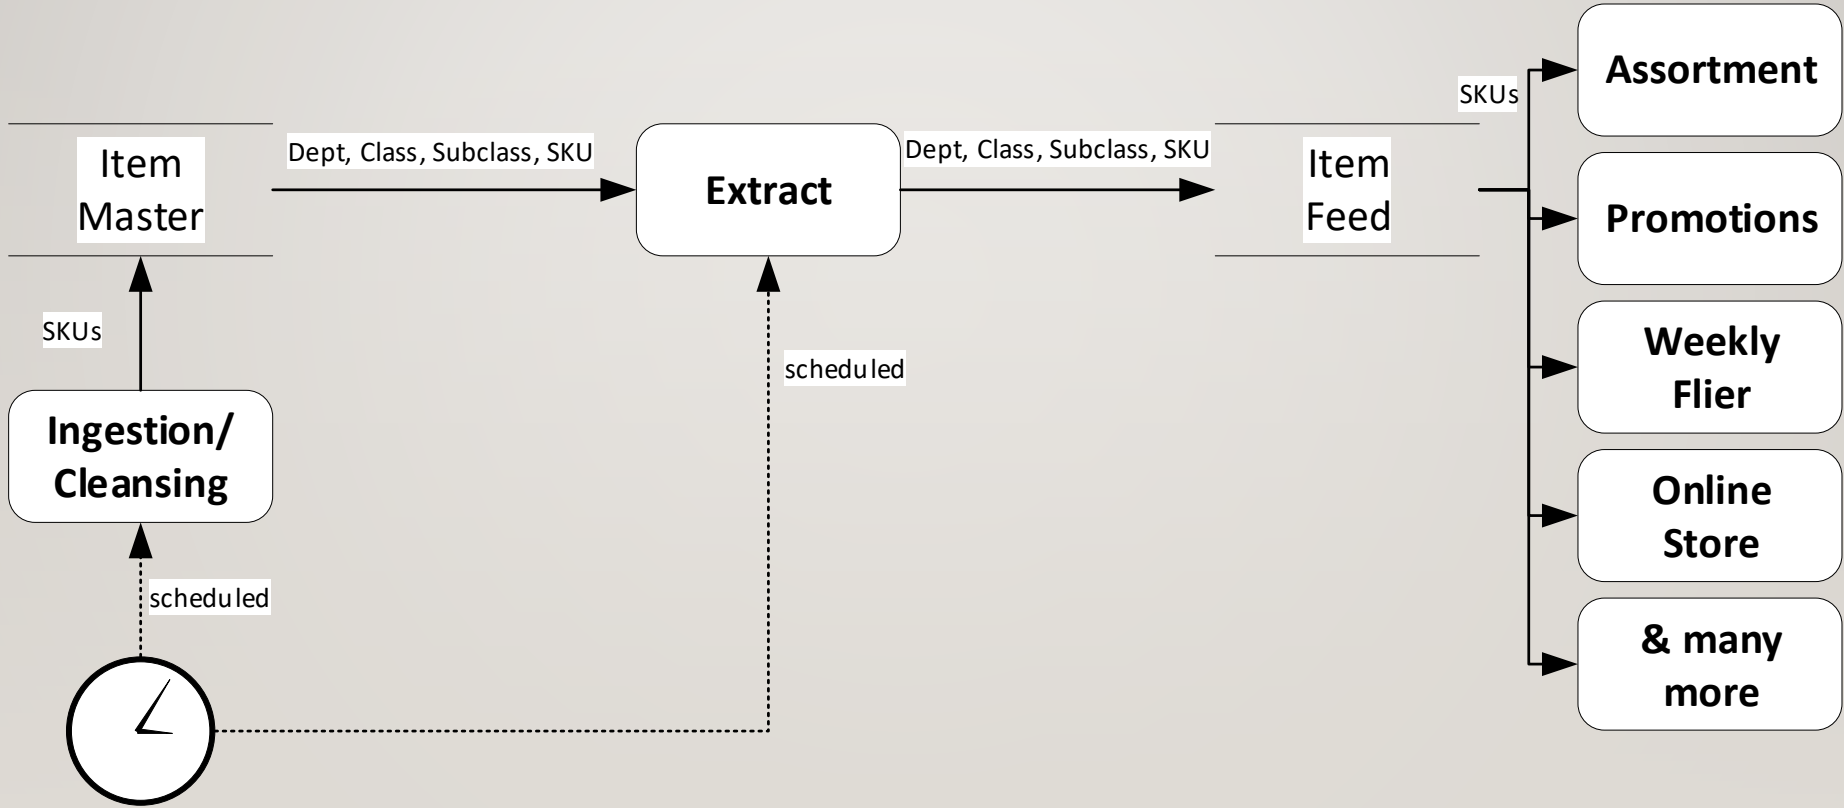 Item
Master
Dept, Class, Subclass, SKU
Extract
Dept, Class, Subclass, SKU
Item
Feed
SKUs
Assortment
Promotions
Weekly
Flier
Online
Store
& many
more
SKUs
Ingestion/
Cleansing
scheduled
scheduled